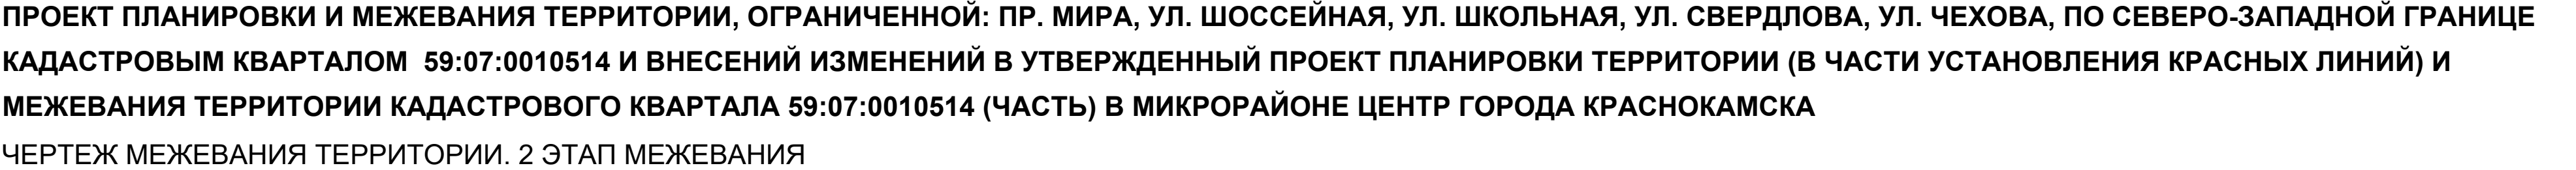 ПРОЕКТ ПЛАНИРОВКИ И МЕЖЕВАНИЯ ТЕРРИТОРИИ, ОГРАНИЧЕННОЙ: ПР. МИРА, УЛ. ШОССЕЙНАЯ, УЛ. ШКОЛЬНАЯ, УЛ. СВЕРДЛОВА, УЛ. ЧЕХОВА, ПО СЕВЕРО-ЗАПАДНОЙ ГРАНИЦЕ
КАДАСТРОВЫМ КВАРТАЛОМ 59:07:0010514 И ВНЕСЕНИЙ ИЗМЕНЕНИЙ В УТВЕРЖДЕННЫЙ ПРОЕКТ ПЛАНИРОВКИ ТЕРРИТОРИИ (В ЧАСТИ УСТАНОВЛЕНИЯ КРАСНЫХ ЛИНИЙ) И
МЕЖЕВАНИЯ ТЕРРИТОРИИ КАДАСТРОВОГО КВАРТАЛА 59:07:0010514 (ЧАСТЬ) В МИКРОРАЙОНЕ ЦЕНТР ГОРОДА КРАСНОКАМСКА
ЧЕРТЕЖ МЕЖЕВАНИЯ ТЕРРИТОРИИ. 2 ЭТАП МЕЖЕВАНИЯ